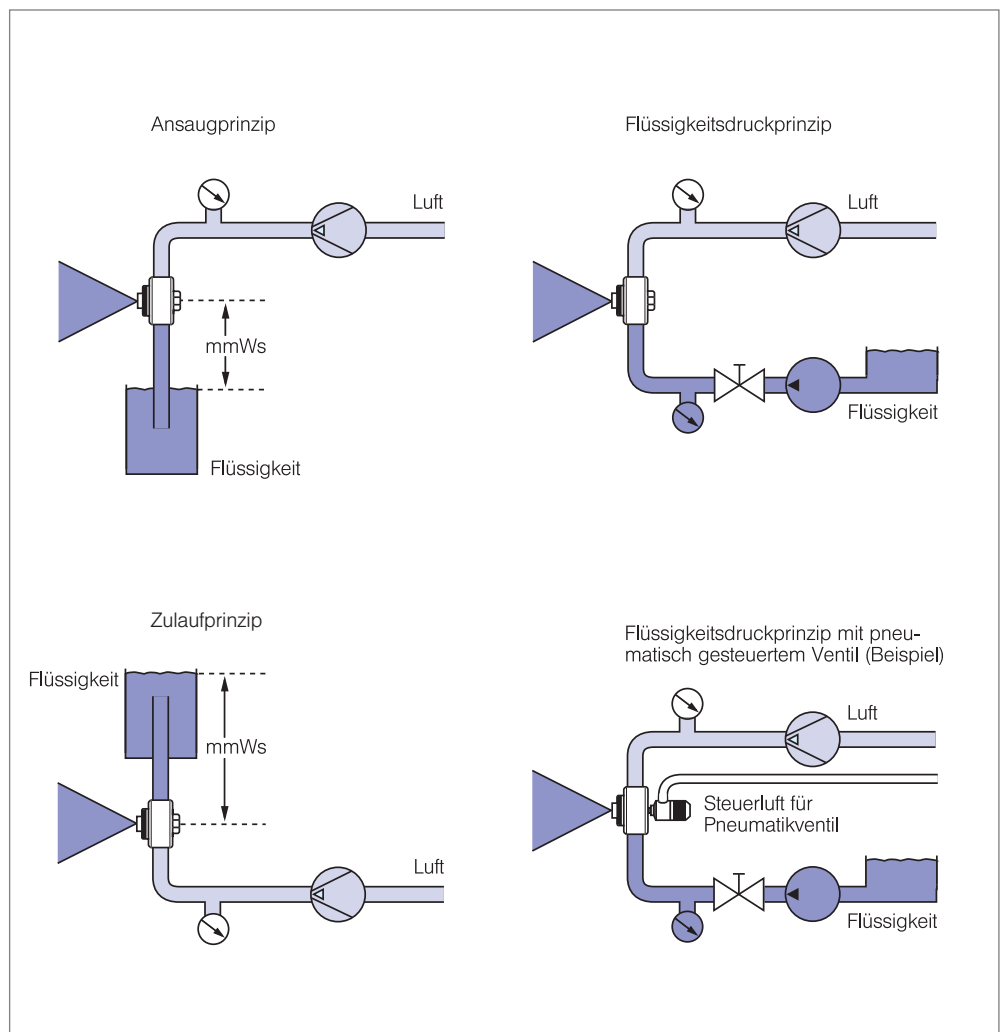 Ansaugprinzip
Luft
mmWs
Flüssigkeit
Flüssigkeitsdruckprinzip
Luft
Flüssigkeit
Zulaufprinzip
Flüssigkeit
mmWs
Luft
Flüssigkeitsdruckprinzip mit pneu-
matisch gesteuertem Ventil (Beispiel)
Luft
Steuerluft für
Pneumatikventil
Flüssigkeit